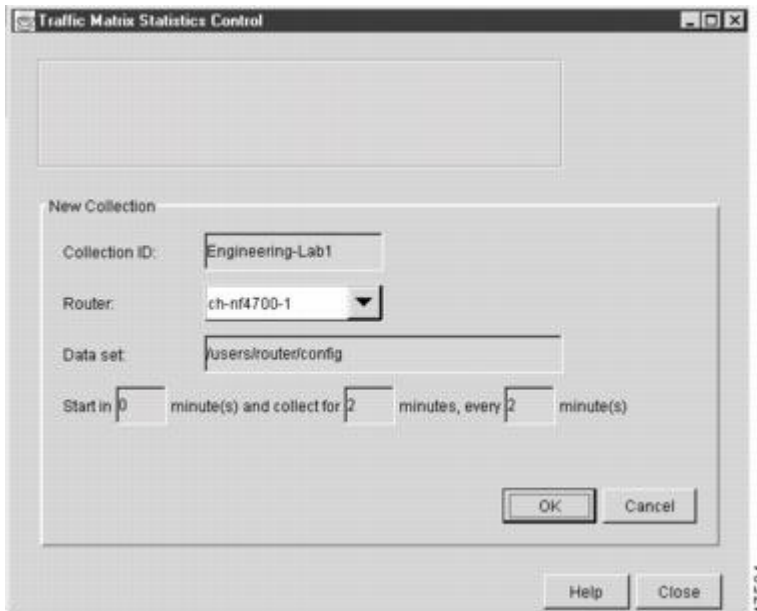 Traffic Matrix Statistics Control
New Collection
Collection ID: Engineering-Lab1
Router: ch-nf4700-1
Data set: /users/router/config
Start in 0 minute(s) and collect for 2 minutes, every 2 minute(s)
OK Cancel
Help Close